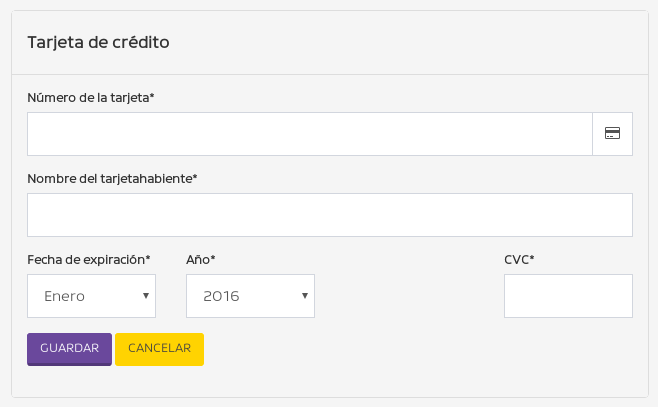 Tarjeta de crédito
Número de la tarjeta*
Nombre del tarjetahabiente*
Fecha de expiración* Año* CVC*
Enero 2016
GUARDAR CANCELAR